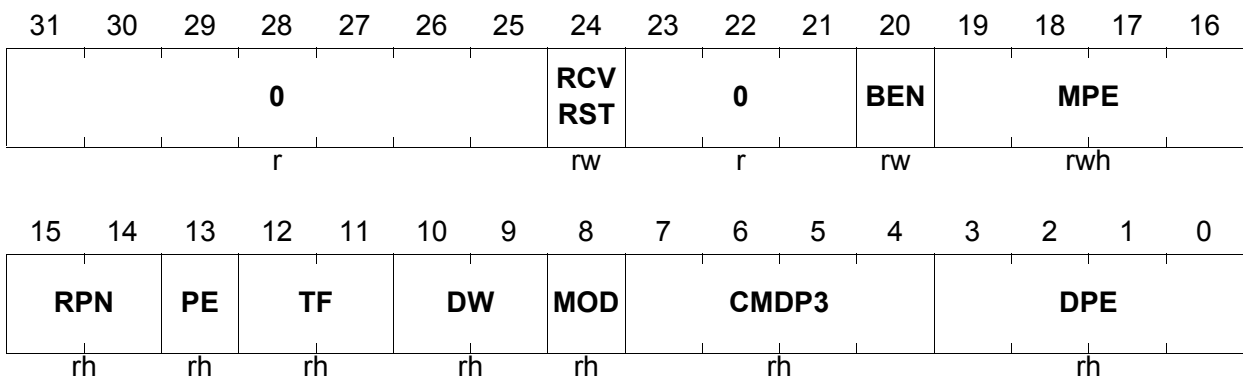 31 30 29 28 27 26 25 24 23 22 21 20 19 18 17 16
0 RCV RST 0 BEN MPE
r rw r rw rwh
15 14 13 12 11 10 9 8 7 6 5 4 3 2 1 0
RPN PE TF DW MOD CMDP3 DPE
rh rh rh rh rh rh rh